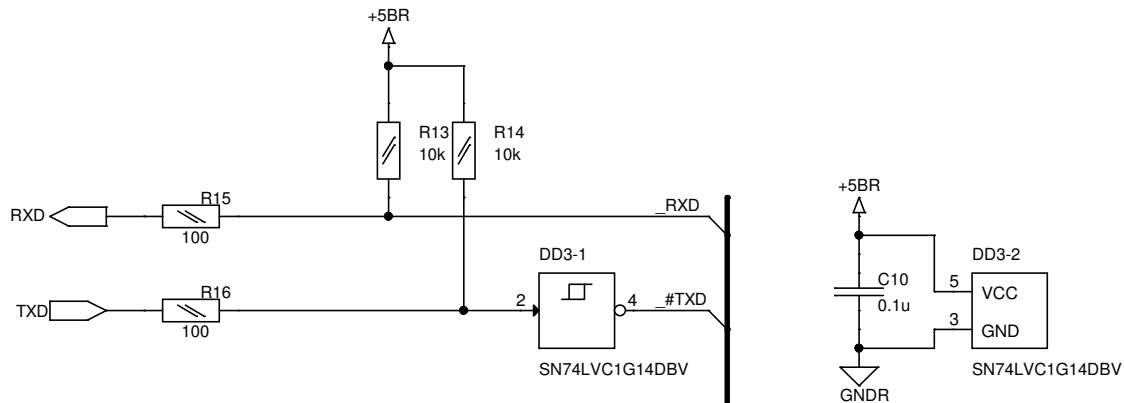 +5BR
R13
10k
R14
10k
R15
RXD
100
_RXD
+5BR
DD3-1
DD3-2
R16
TXD
100
2
4
_#TXD
C10
0.1u
5
VCC
3
GND
SN74LVC1G14DBV
SN74LVC1G14DBV
GNDR